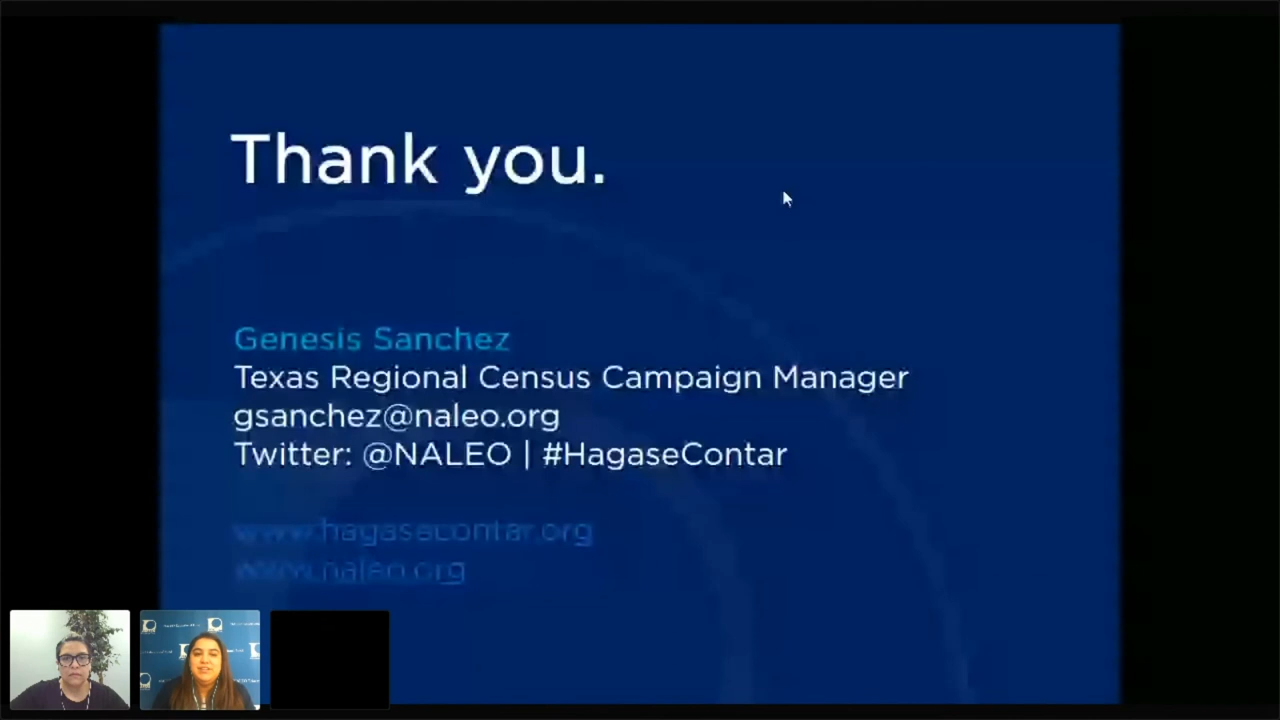 Thank you.
Genesis Sanchez
Texas Regional Census Campaign Manager
gsanchez@naleo.org
Twitter: @NALEO | #HagaseContar
www.hagasecontar.org
www.naleo.org